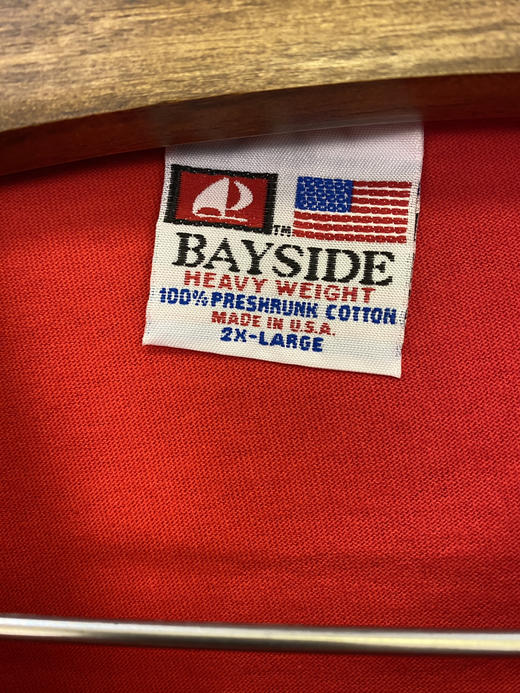 TM
BAYSIDE
HEAVY WEIGHT
100% PRESHRUNK COTTON
MADE IN U.S.A.
2X-LARGE